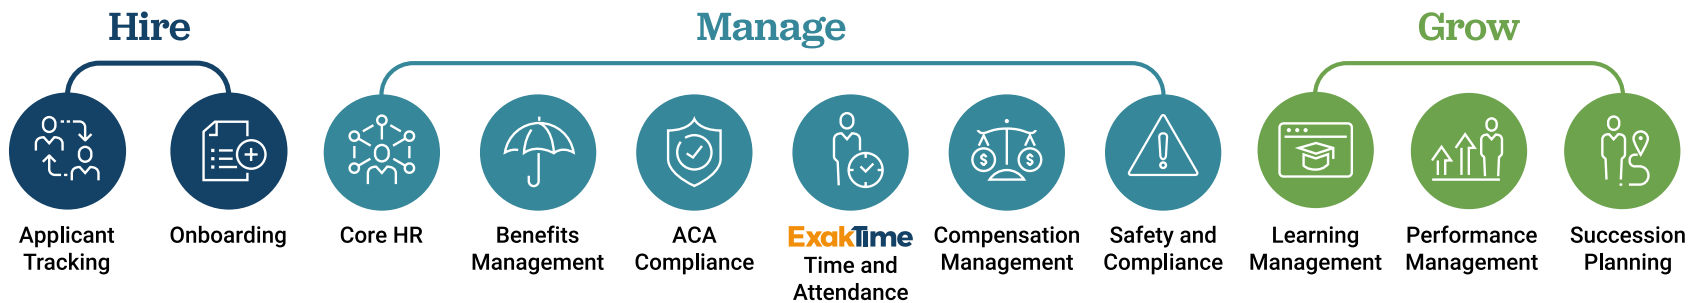 Hire
Manage
Grow
Applicant
Tracking
Onboarding
Core HR
Benefits
Management
ACA
Compliance
ExakTime
Time and
Attendance
$ $
Compensation
Management
Safety and
Compliance
Learning
Management
Performance
Management
Succession
Planning